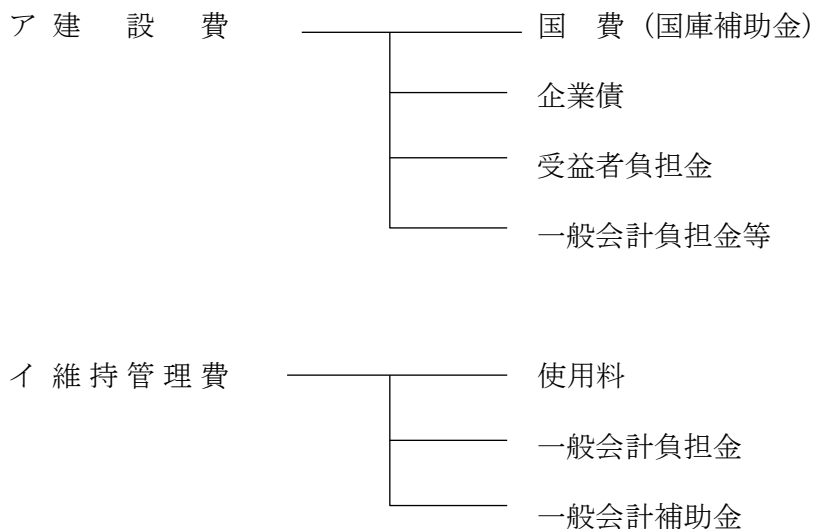 ア 建 設 費 国 費 (国庫補助金)
企業債
受益者負担金
一般会計負担金等
イ 維 持 管 理 費 使用料
一般会計負担金
一般会計補助金